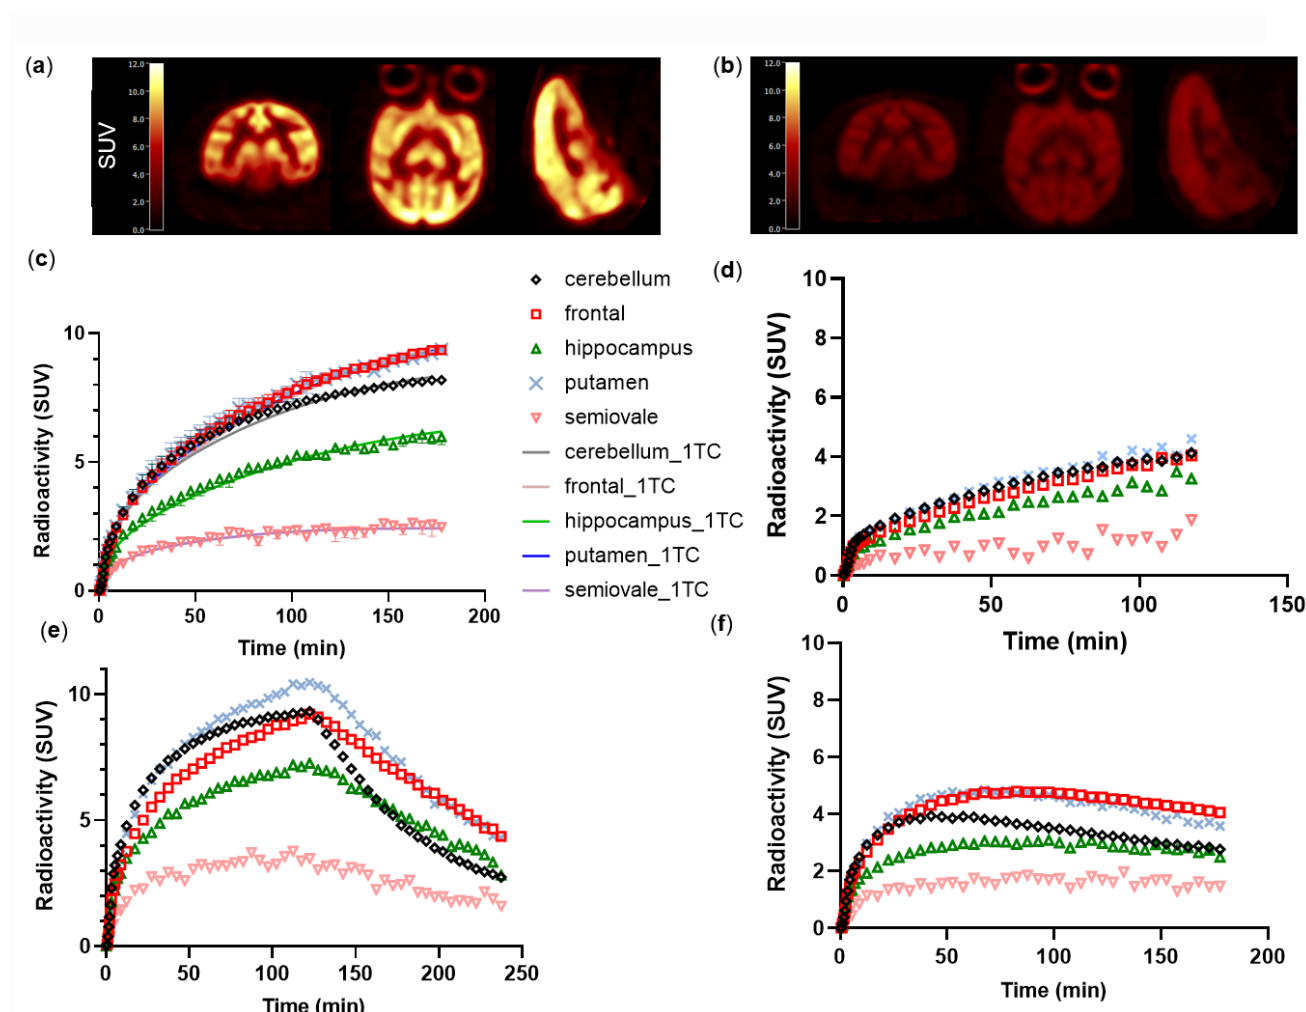 (a)
12.0
10.0
8.0
6.0
4.0
2.0
0.0
SUV
(b)
12.0
10.0
8.0
6.0
4.0
2.0
0.0
(c)
10
5
0
0 50 100 150 200
Radioactivity (SUV)
Time (min)
cerebellum
frontal
hippocampus
putamen
semiovale
cerebellum_1TC
frontal_1TC
hippocampus_1TC
putamen_1TC
semiovale_1TC
(d)
10
8
6
4
2
0
0 50 100 150
Radioactivity (SUV)
Time (min)
(e)
10
5
0
0 50 100 150 200 250
Radioactivity (SUV)
Time (min)
(f)
10
8
6
4
2
0
0 50 100 150 200
Radioactivity (SUV)
Time (min)